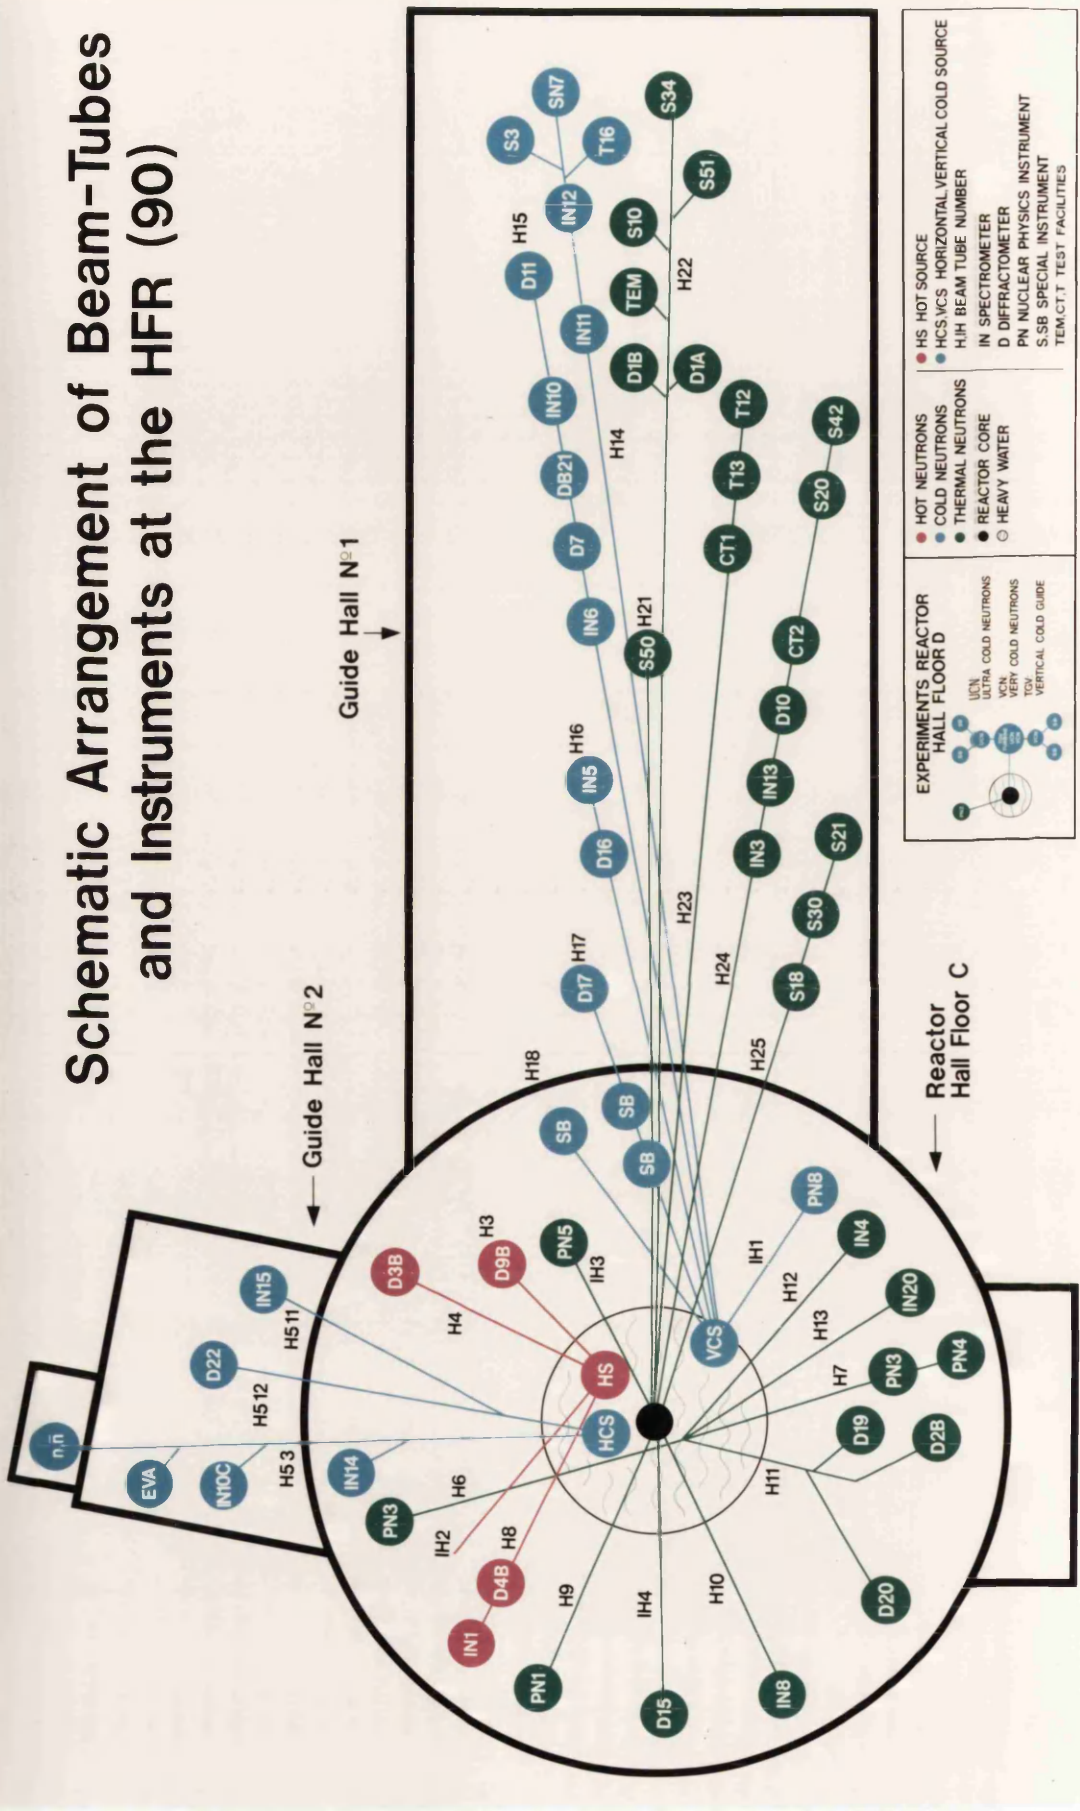 Schematic Arrangement of Beam-Tubes
and Instruments at the HFR (90)
Guide Hall Nº2
Guide Hall Nº1
n,n̄
EVA
IN10C
H53
H512
D22
H511
IN15
IN14
PN3
H6
IH2
H8
D4B
IN1
H4
D3B
H3
D9B
HS
HCS
IH3
PN5
H9
PN1
IH4
D15
H10
IN8
H11
D20
D19
D2B
H7
PN3
PN4
H13
IN20
H12
IN4
IH1
PN8
VCS
SB
SB
SB
H18
D17
H17
D16
IN5
H16
IN6
D7
DB21
IN10
D11
H15
H14
IN11
IN12
S3
SN7
T16
S50
H21
D1B
D1A
TEM
H22
S10
S51
S34
H23
CT1
T13
T12
H24
IN3
IN13
D10
CT2
S20
S42
H25
S18
S30
S21
Reactor
Hall Floor C
EXPERIMENTS REACTOR
HALL FLOOR D
UCN:
ULTRA COLD NEUTRONS
VCN:
VERY COLD NEUTRONS
TGV:
VERTICAL COLD GUIDE
HOT NEUTRONS
COLD NEUTRONS
THERMAL NEUTRONS
REACTOR CORE
HEAVY WATER
HS HOT SOURCE
HCS.VCS HORIZONTAL.VERTICAL COLD SOURCE
H.IH BEAM TUBE NUMBER
IN SPECTROMETER
D DIFFRACTOMETER
PN NUCLEAR PHYSICS INSTRUMENT
S.SB SPECIAL INSTRUMENT
TEM,CT,T TEST FACILITIES